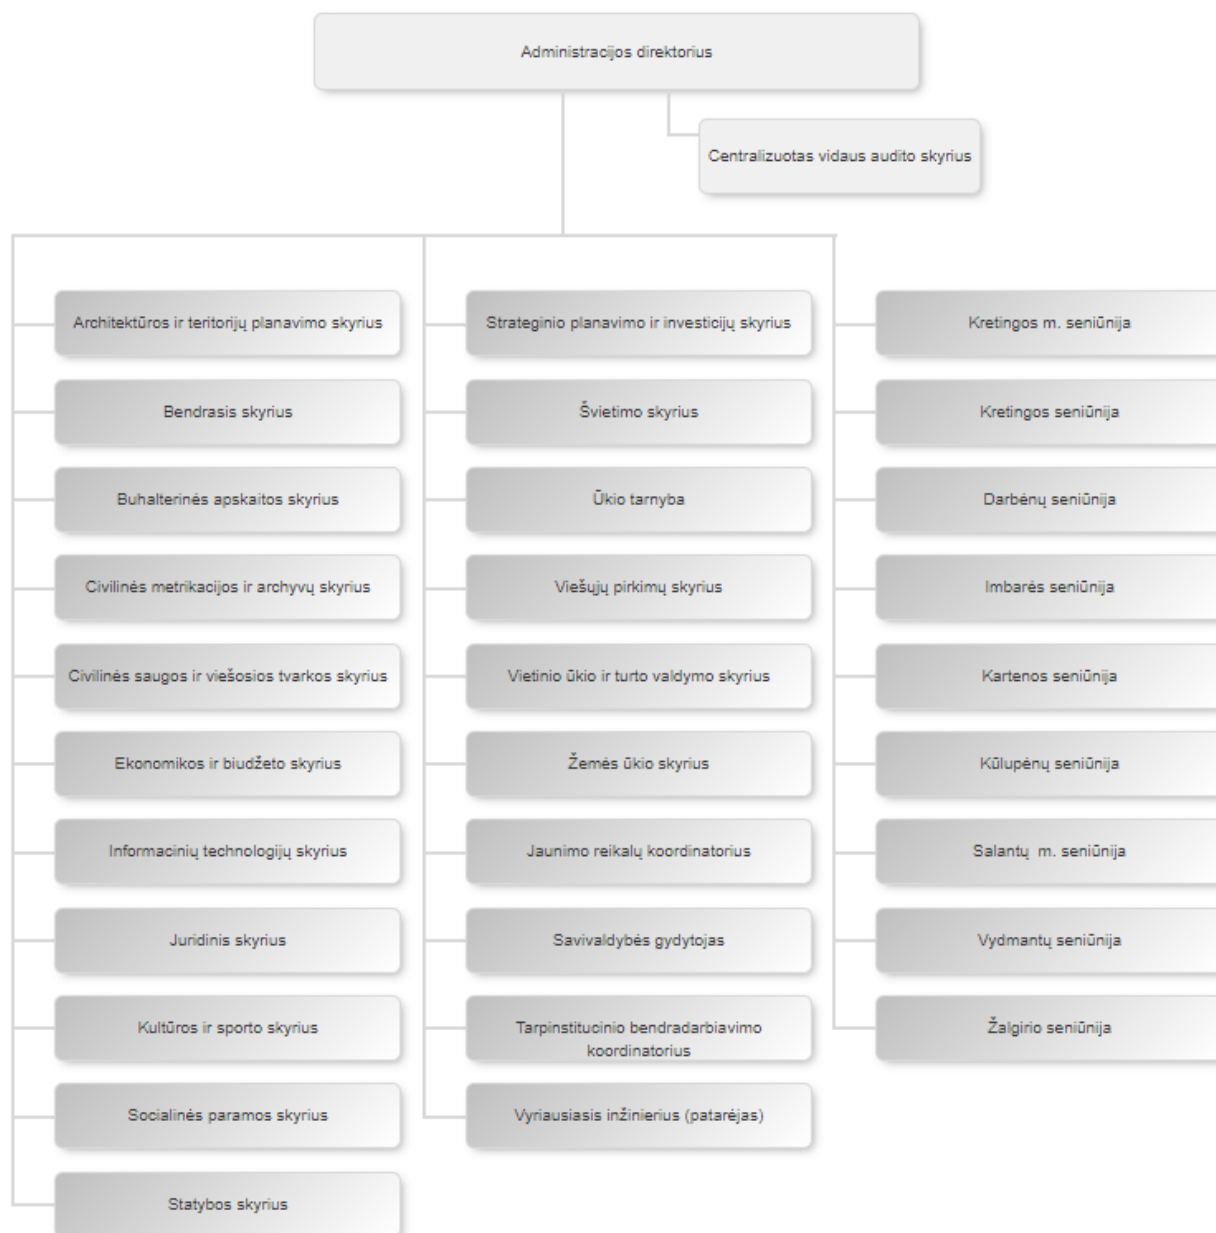 Administracijos direktorius
Centralizuotas vidaus audito skyrius
Architektūros ir teritorijų planavimo skyrius
Bendrasis skyrius
Buhalterinės apskaitos skyrius
Civilinės metrikacijos ir archyvų skyrius
Civilinės saugos ir viešosios tvarkos skyrius
Ekonomikos ir biudžeto skyrius
Informacinių technologijų skyrius
Juridinis skyrius
Kultūros ir sporto skyrius
Socialinės paramos skyrius
Statybos skyrius
Strateginio planavimo ir investicijų skyrius
Švietimo skyrius
Ūkio tarnyba
Viešųjų pirkimų skyrius
Vietinio ūkio ir turto valdymo skyrius
Žemės ūkio skyrius
Jaunimo reikalų koordinatorius
Savivaldybės gydytojas
Tarpinstitucinio bendradarbiavimo
koordinatorius
Vyriausiasis inžinierius (patarėjas)
Kretingos m. seniūnija
Kretingos seniūnija
Darbėnų seniūnija
Imbarės seniūnija
Kartenos seniūnija
Kūlupėnų seniūnija
Salantų  m. seniūnija
Vydmantų seniūnija
Žalgirio seniūnija